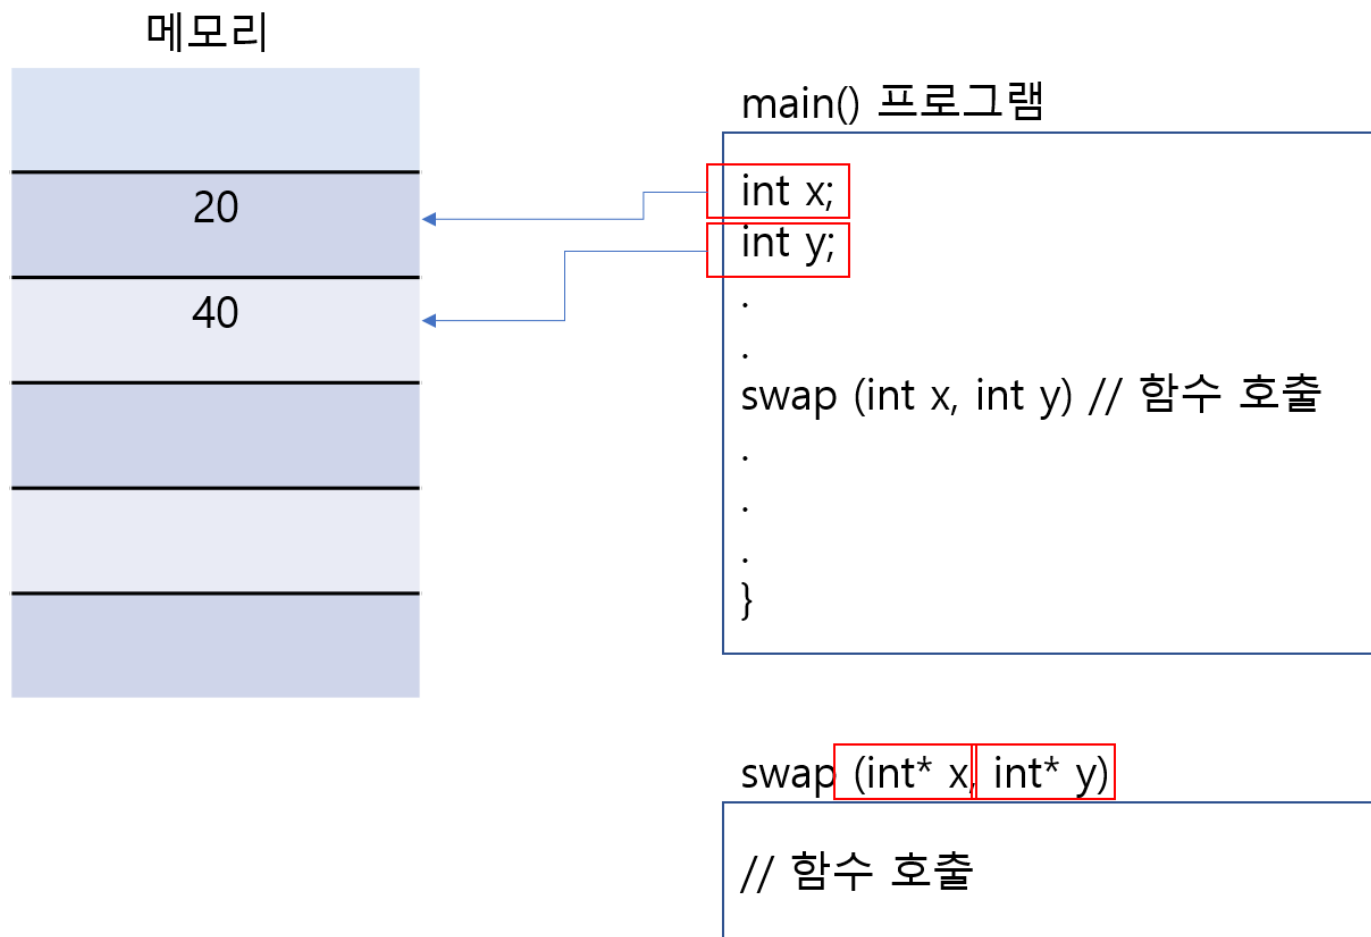 메모리
20
40
main() 프로그램
int x;
int y;
.
.
swap (int x, int y) // 함수 호출
.
.
.
}
swap (int* x, int* y)
// 함수 호출